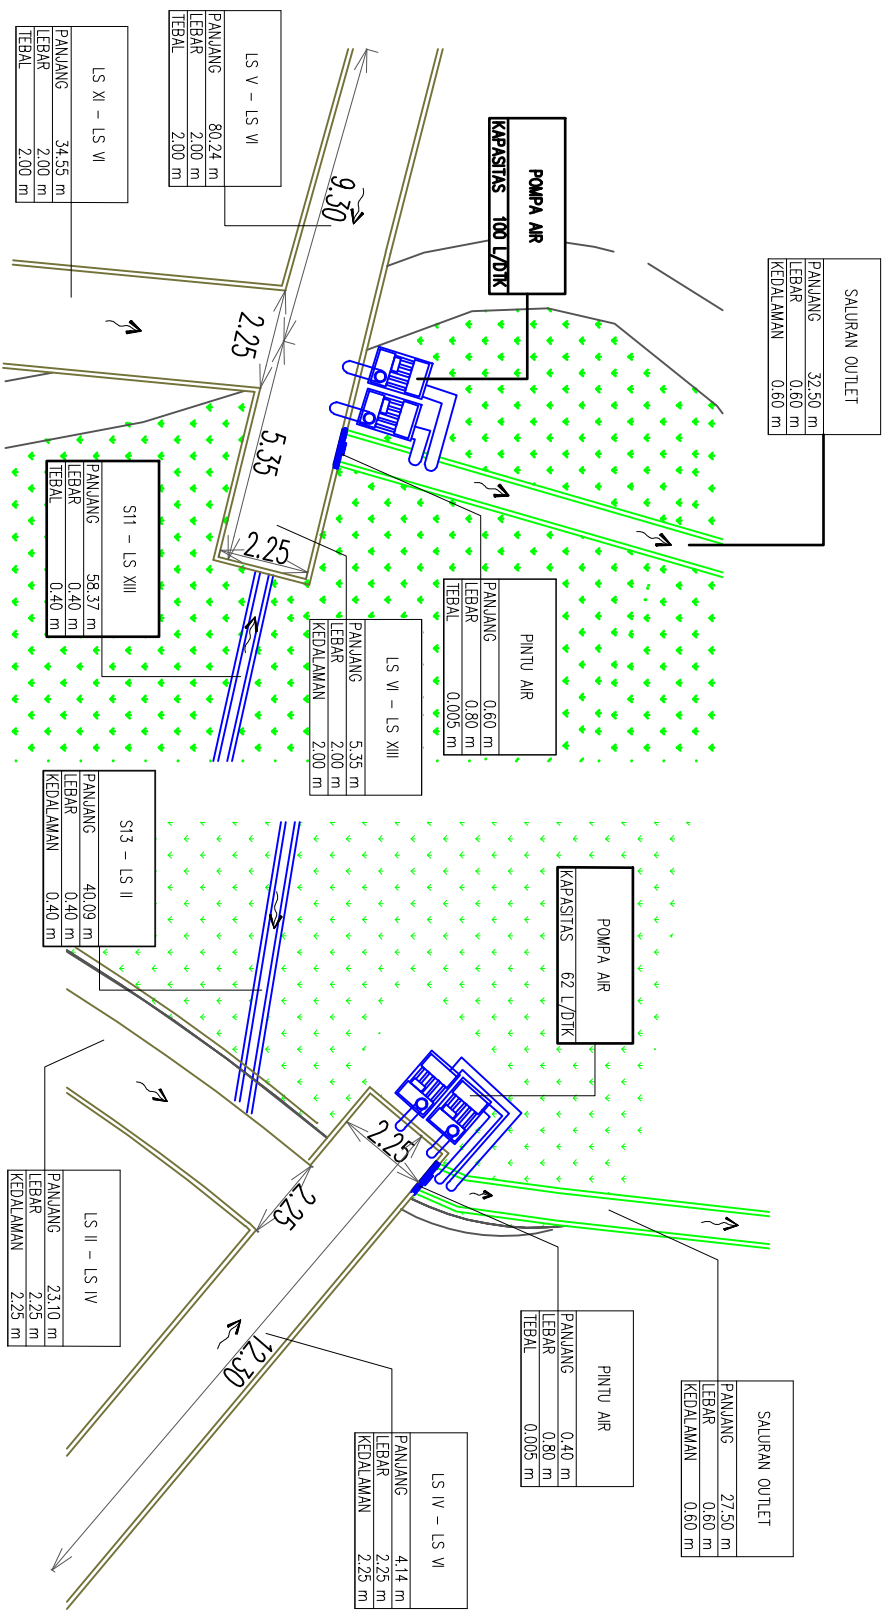 SALURAN OUTLET
PANJANG 32.50 m
LEBAR 0.60 m
KEDALAMAN 0.60 m
POMPA AIR
KAPASITAS 100 L/DTK
LS V - LS VI
PANJANG 80.24 m
LEBAR 2.00 m
TEBAL 2.00 m
LS XI - LS VI
PANJANG 34.55 m
LEBAR 2.00 m
TEBAL 2.00 m
9.30
2.25
5.35
2.25
PINTU AIR
PANJANG 0.60 m
LEBAR 0.80 m
TEBAL 0.005 m
LS VI - LS XIII
PANJANG 5.35 m
LEBAR 2.00 m
KEDALAMAN 2.00 m
S11 - LS XIII
PANJANG 58.37 m
LEBAR 0.40 m
TEBAL 0.40 m
POMPA AIR
KAPASITAS 62 L/DTK
S13 - LS II
PANJANG 40.09 m
LEBAR 0.40 m
KEDALAMAN 0.40 m
2.25
2.25
12.30
LS II - LS IV
PANJANG 23.10 m
LEBAR 2.25 m
KEDALAMAN 2.25 m
SALURAN OUTLET
PANJANG 27.50 m
LEBAR 0.60 m
KEDALAMAN 0.60 m
PINTU AIR
PANJANG 0.40 m
LEBAR 0.80 m
TEBAL 0.005 m
LS IV - LS VI
PANJANG 4.14 m
LEBAR 2.25 m
KEDALAMAN 2.25 m